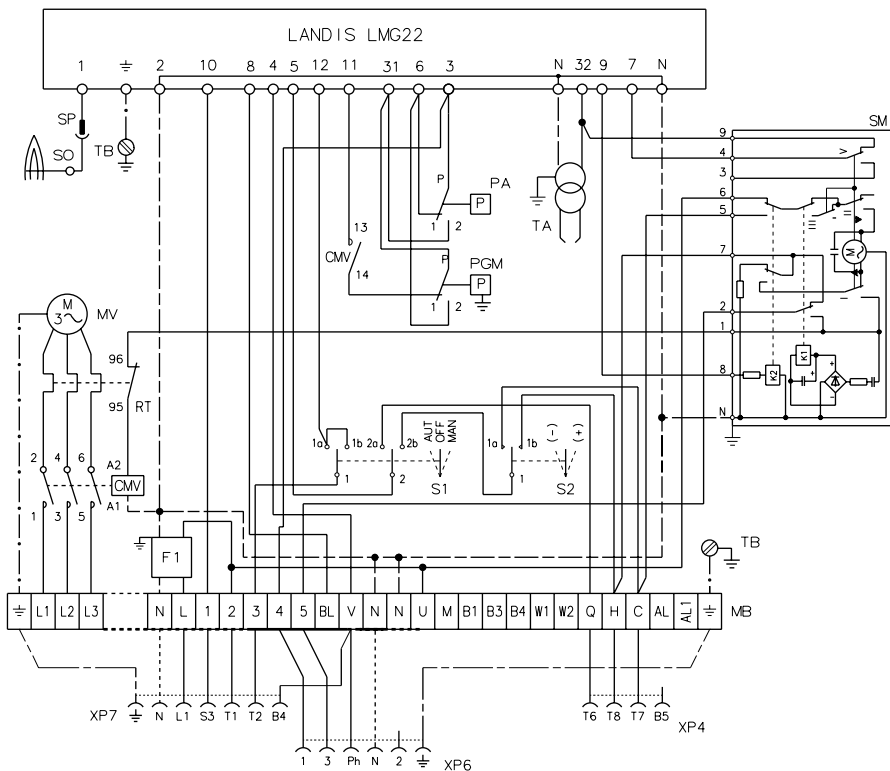 LANDIS LMG22
1 2 10 8 4 5 12 11 31 6 3 N 32 9 7 N
SP
SO
TB
SM
9
4
3
6
5
7
2
1
8
N
V
P PA
P
1 2
TA
13
CMV
14
P PGM
P
1 2
M
3
MV
M
K1
K2
+
+
-
96
95 RT
2 4 6 A2
CMV
1 3 5 A1
1a 1b 2a 2b AUT OFF MAN 1a 1b (-) (+)
1 2 S1 1 S2
F1
TB
L1 L2 L3 N L 1 2 3 4 5 BL V N N U M B1 B3 B4 W1 W2 Q H C AL AL1 MB
XP7 N L1 S3 T1 T2 B4 T6 T8 T7 B5 XP4
1 3 Ph N 2 XP6